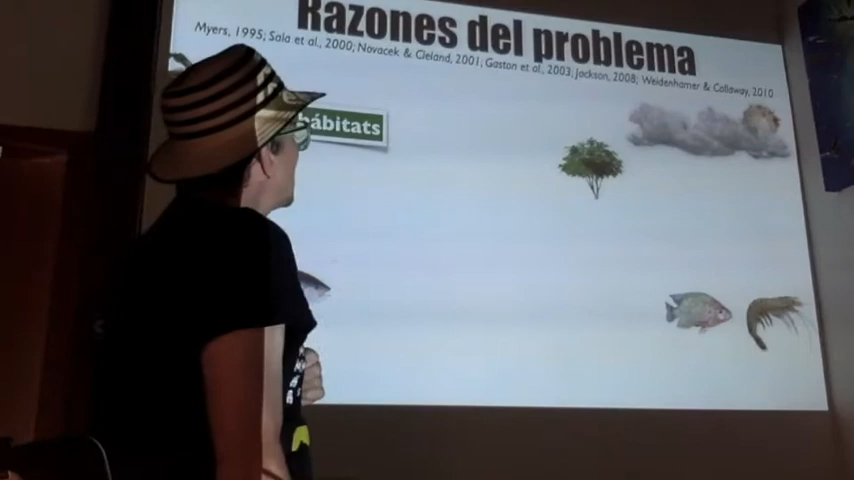 Razones del problema
Myers, 1995; Sala et al., 2000; Novacek & Cleland, 2001; Gaston et al., 2003; Jackson, 2008; Weidenhamer & Callaway, 2010
hábitats